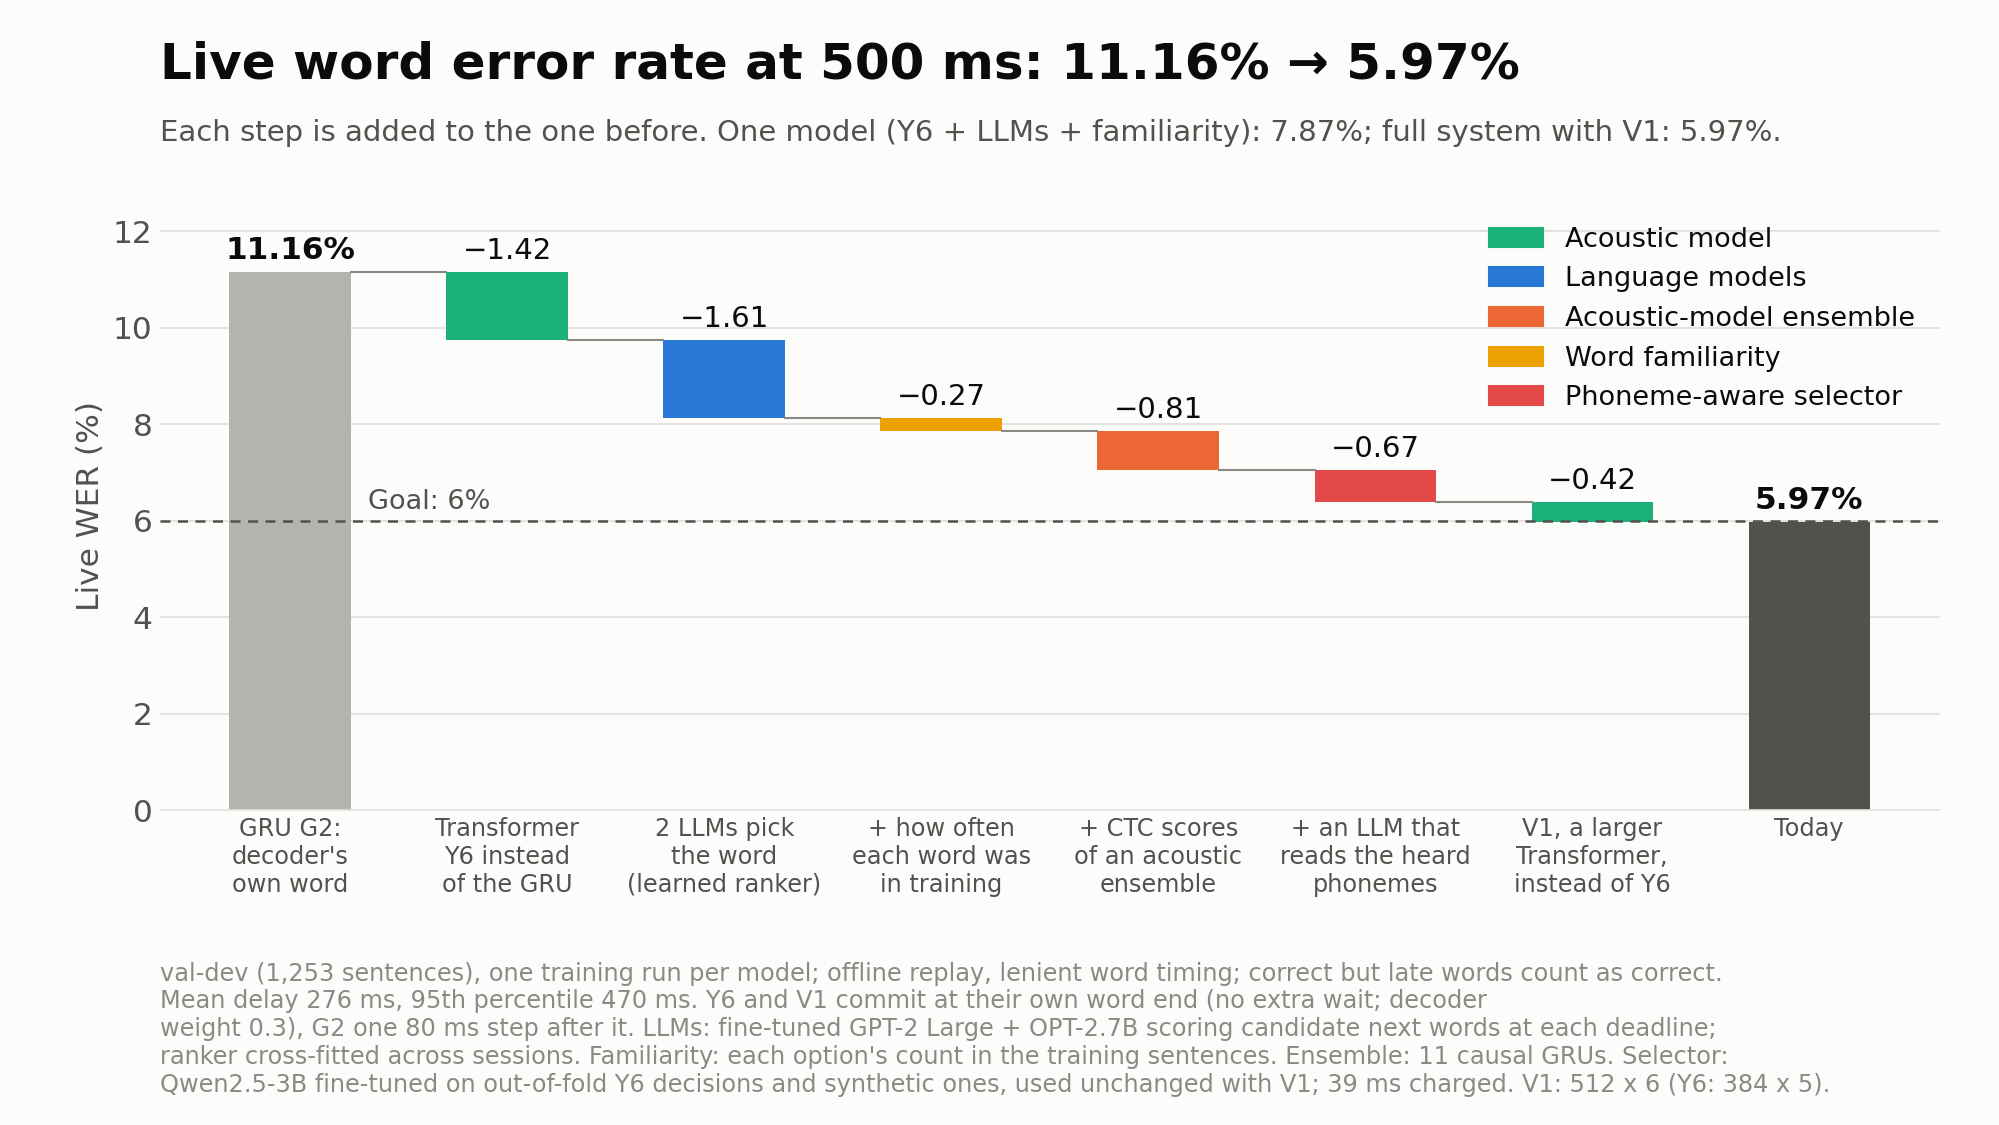 Live word error rate at 500 ms: 11.16% → 5.97%
Each step is added to the one before. One model (Y6 + LLMs + familiarity): 7.87%; full system with V1: 5.97%.
Live WER (%)
12
10
8
6
4
2
0
11.16%
−1.42
−1.61
−0.27
−0.81
−0.67
−0.42
5.97%
Goal: 6%
Acoustic model
Language models
Acoustic-model ensemble
Word familiarity
Phoneme-aware selector
GRU G2:
decoder's
own word
Transformer
Y6 instead
of the GRU
2 LLMs pick
the word
(learned ranker)
+ how often
each word was
in training
+ CTC scores
of an acoustic
ensemble
+ an LLM that
reads the heard
phonemes
V1, a larger
Transformer,
instead of Y6
Today
val-dev (1,253 sentences), one training run per model; offline replay, lenient word timing; correct but late words count as correct.
Mean delay 276 ms, 95th percentile 470 ms. Y6 and V1 commit at their own word end (no extra wait; decoder
weight 0.3), G2 one 80 ms step after it. LLMs: fine-tuned GPT-2 Large + OPT-2.7B scoring candidate next words at each deadline;
ranker cross-fitted across sessions. Familiarity: each option's count in the training sentences. Ensemble: 11 causal GRUs. Selector:
Qwen2.5-3B fine-tuned on out-of-fold Y6 decisions and synthetic ones, used unchanged with V1; 39 ms charged. V1: 512 x 6 (Y6: 384 x 5).